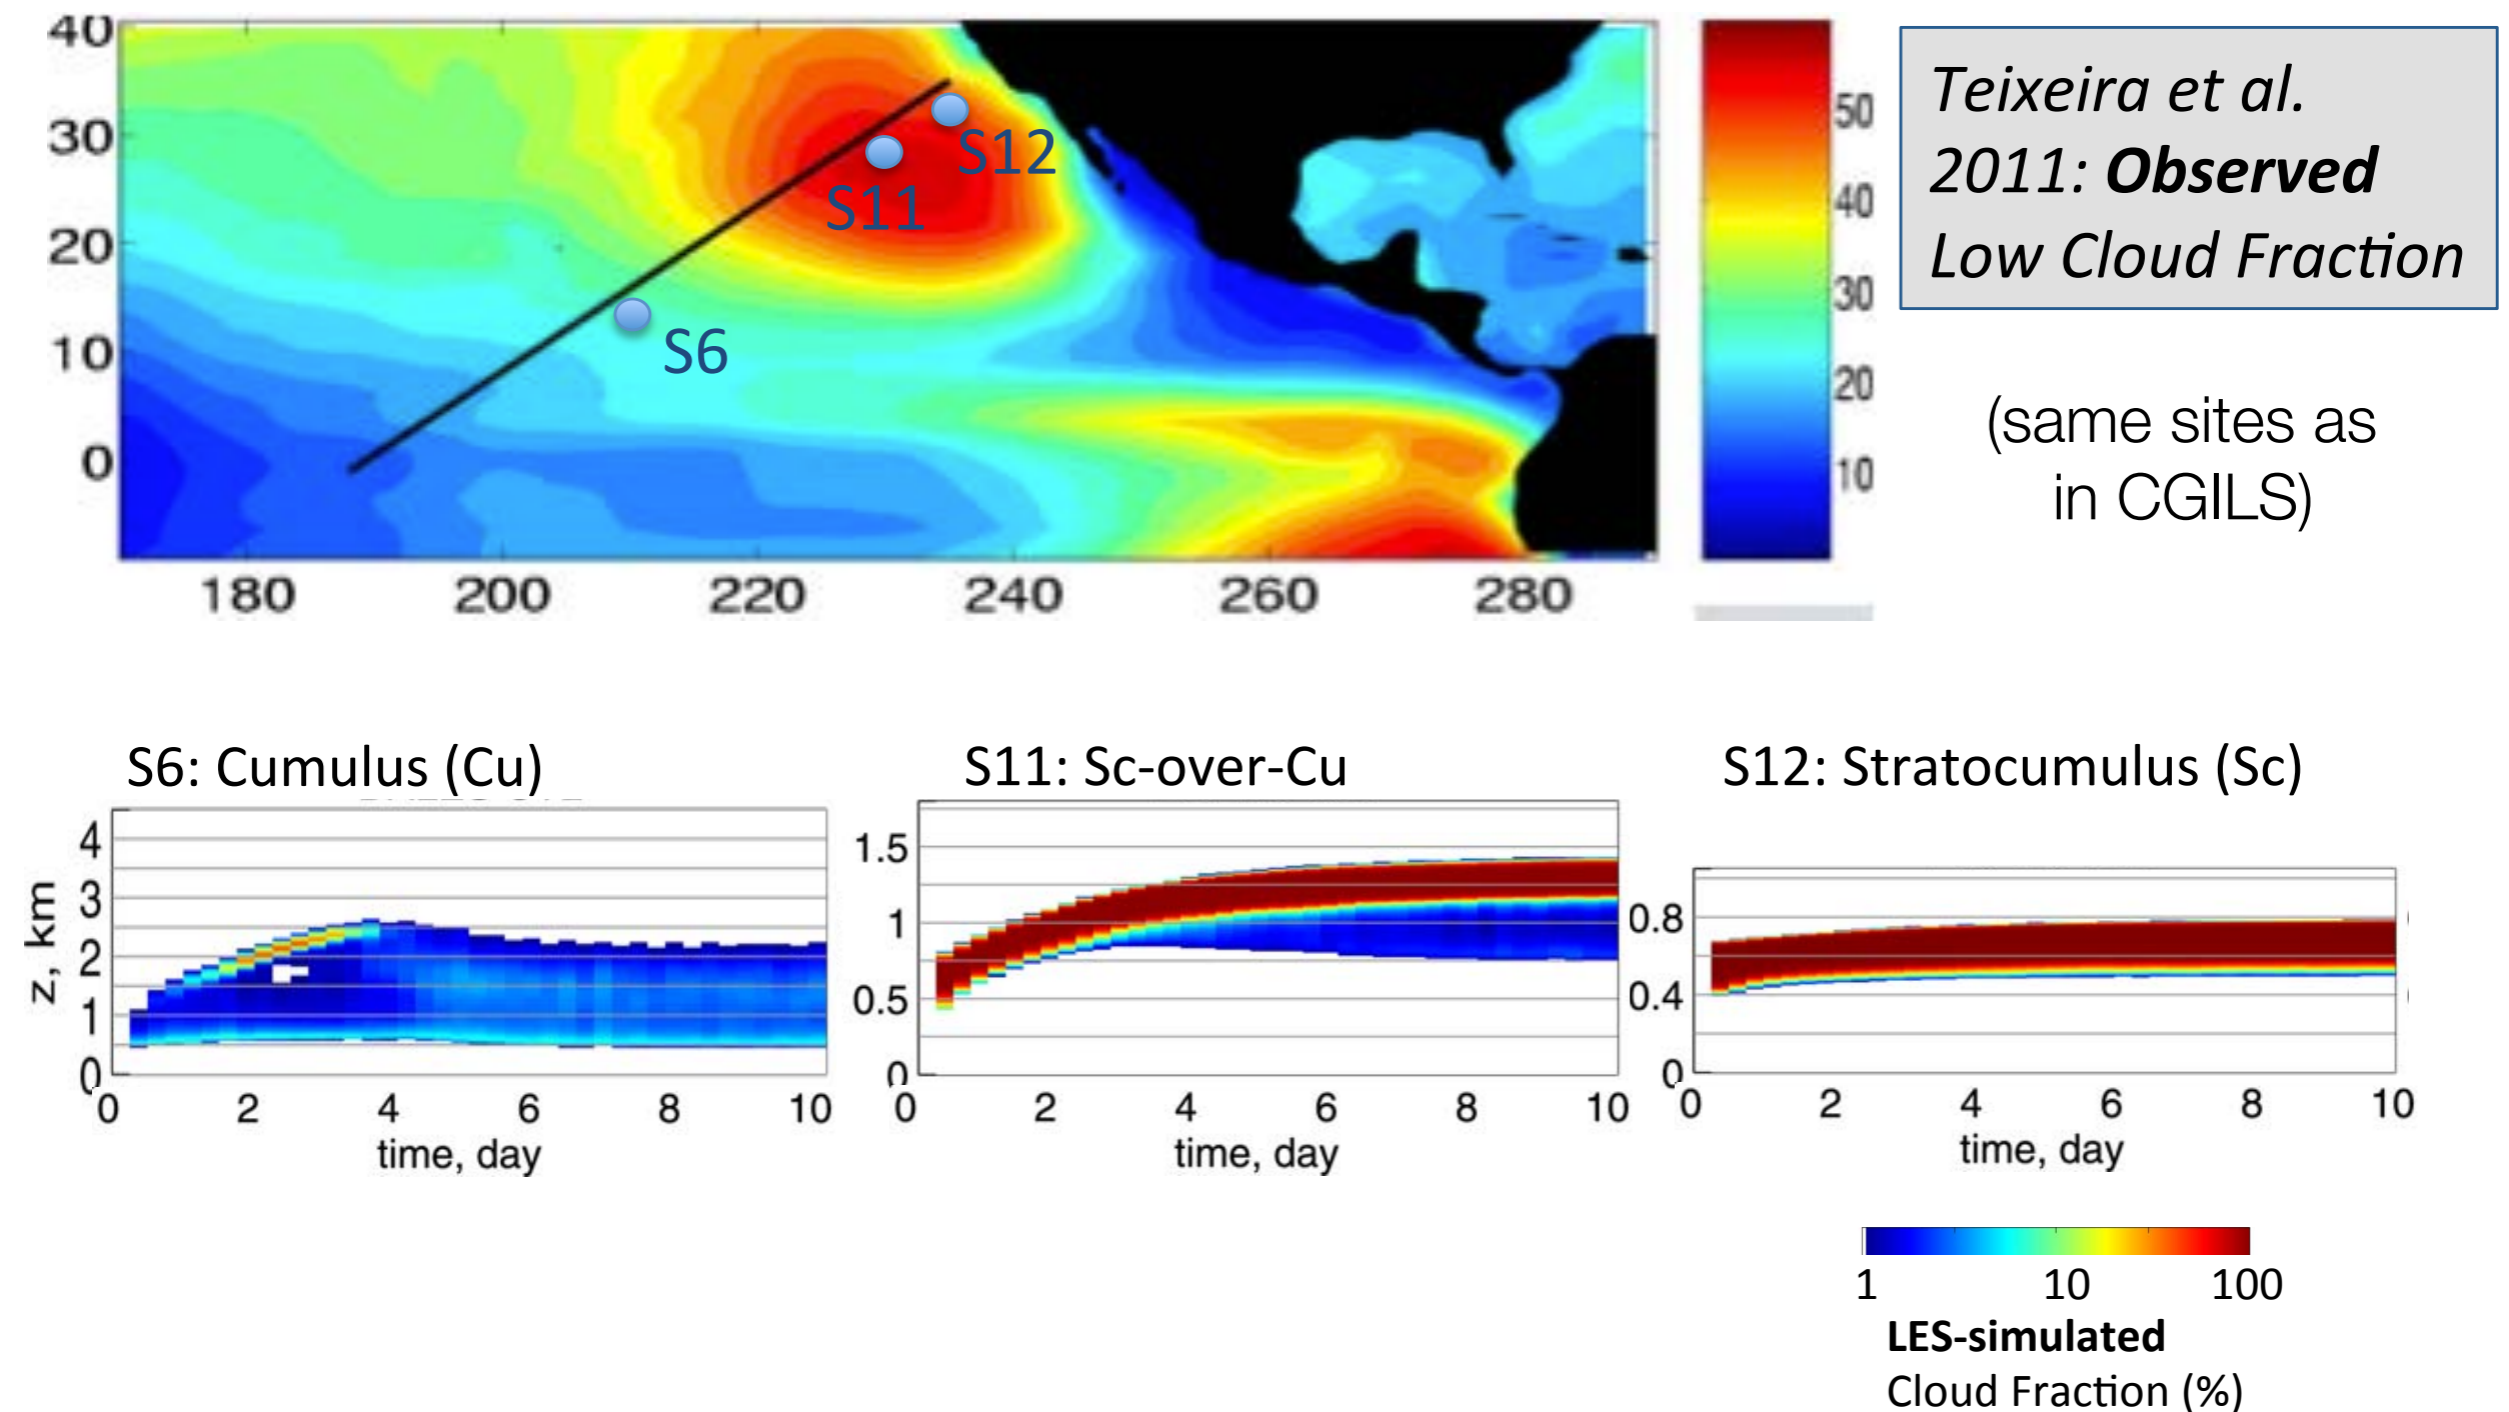 40
30
20
10
0
180 200 220 240 260 280
S12
S11
S6
50
40
30
20
10
Teixeira et al.
2011: Observed
Low Cloud Fraction
(same sites as
in CGILS)
S6: Cumulus (Cu)
z, km
4
3
2
1
0
0 2 4 6 8 10
time, day
S11: Sc-over-Cu
1.5
1
0.5
0
0 2 4 6 8 10
time, day
S12: Stratocumulus (Sc)
0.8
0.4
0
0 2 4 6 8 10
time, day
1 10 100
LES-simulated
Cloud Fraction (%)